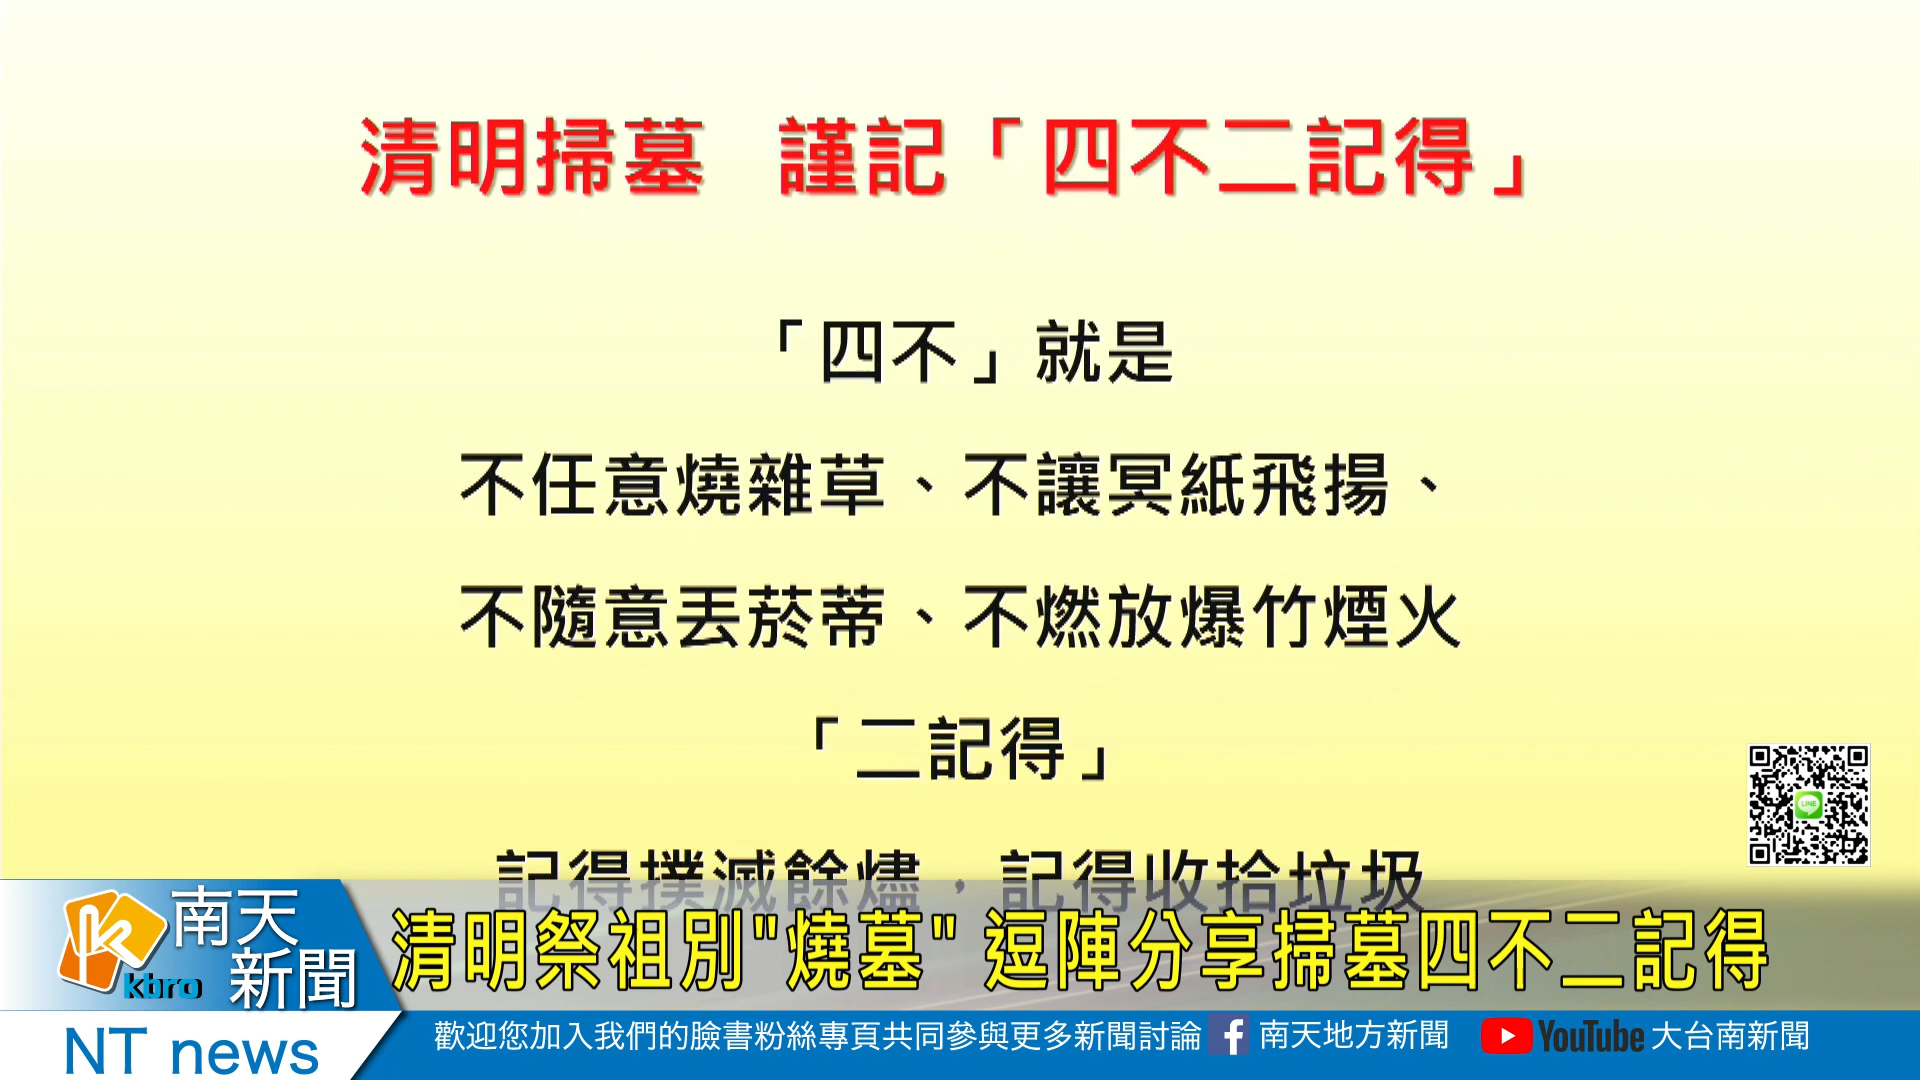 清明掃墓 謹記「四不二記得」
「四不」就是
不任意燒雜草、不讓冥紙飛揚、
不隨意丟菸蒂、不燃放爆竹煙火
「二記得」
記得撲滅餘燼，記得收拾垃圾
LINE
南天新聞
kbro
清明祭祖別"燒墓" 逗陣分享掃墓四不二記得
NT news
歡迎您加入我們的臉書粉絲專頁共同參與更多新聞討論 f 南天地方新聞 YouTube 大台南新聞